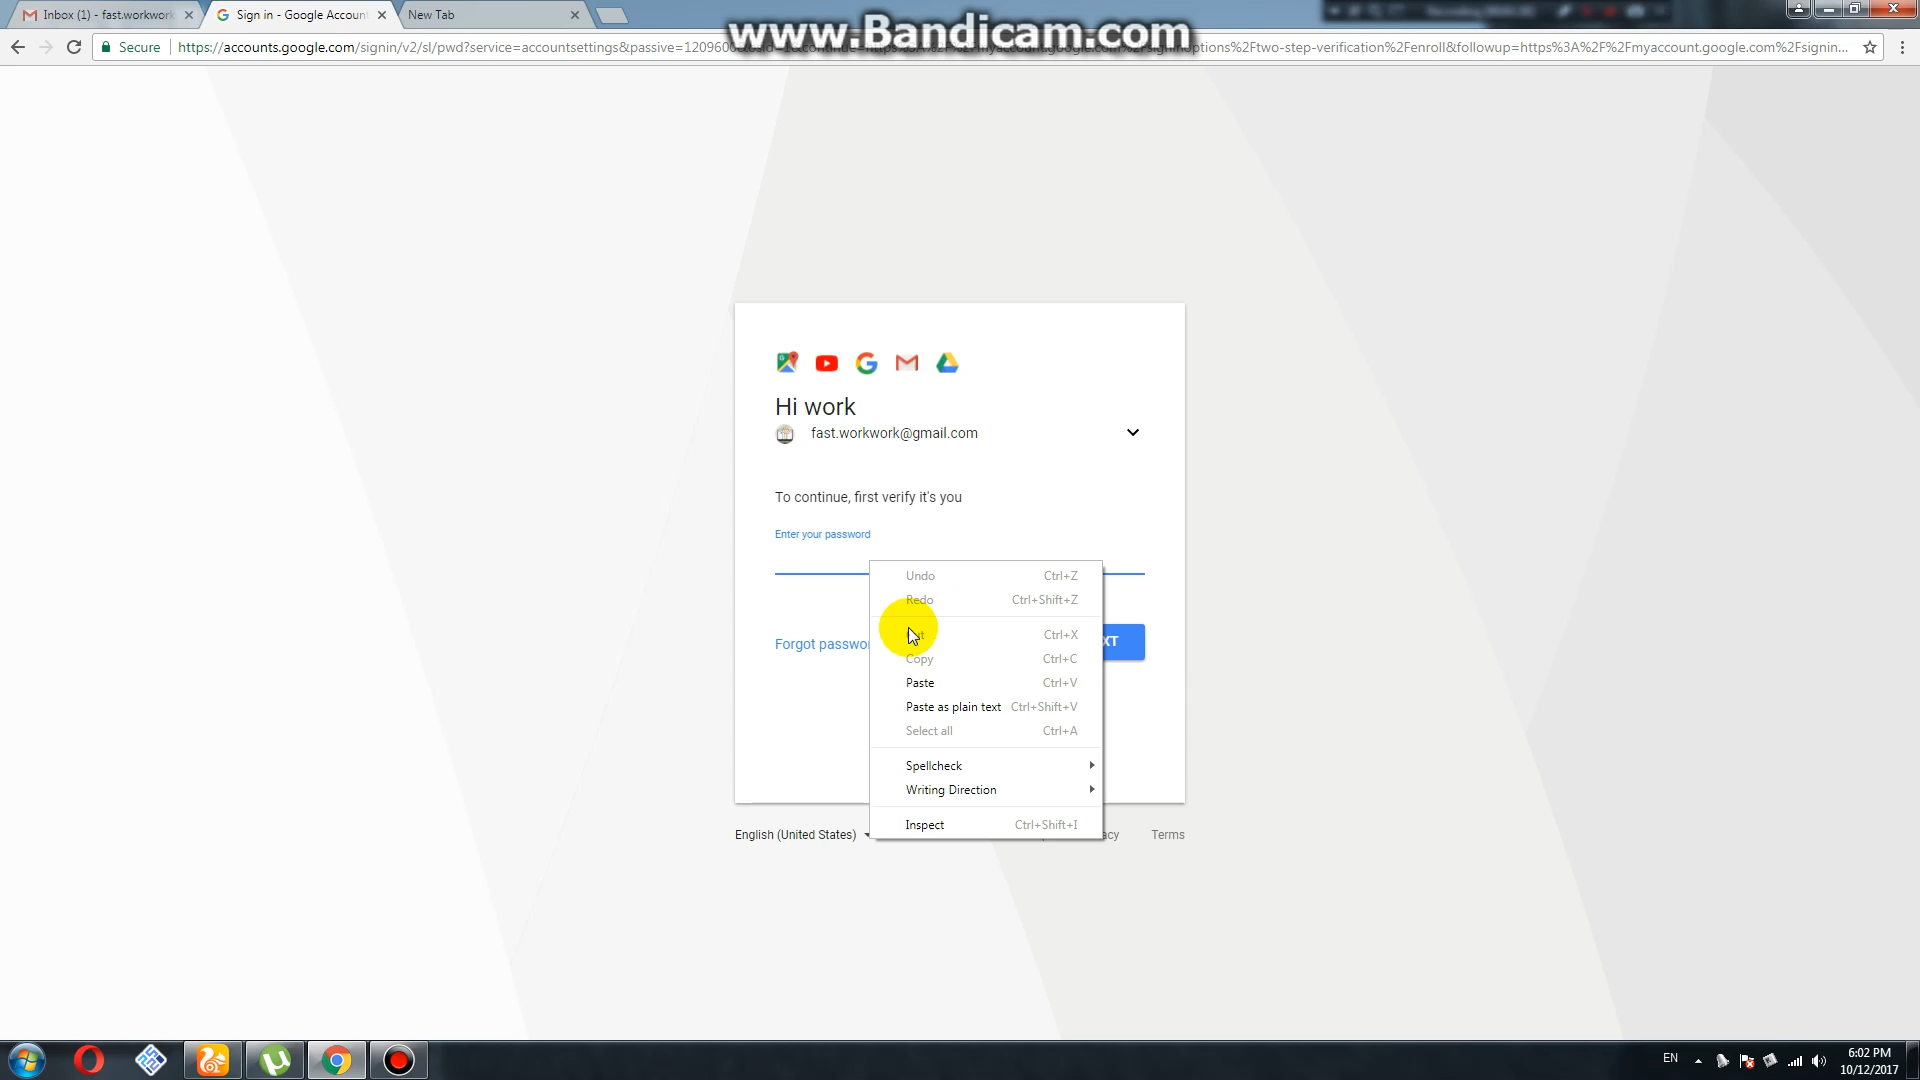 Inbox (1) - fast.workwork
Sign in - Google Accoun
New Tab
www.Bandicam.com
Secure
https://accounts.google.com/signin/v2/sl/pwd?service=accountsettings&passive=1209600
options%2Ftwo-step-verification%2Fenroll&followup=https%3A%2F%2Fmyaccount.google.com%2Fsignin...
Hi work
fast.workwork@gmail.com
To continue, first verify it's you
Enter your password
Undo Ctrl+Z
Redo Ctrl+Shift+Z
Ctrl+X
Copy Ctrl+C
Paste Ctrl+V
Paste as plain text Ctrl+Shift+V
Select all Ctrl+A
Spellcheck
Writing Direction
Inspect Ctrl+Shift+I
Forgot passwor
XT
English (United States)
acy
Terms
EN
6:02 PM
10/12/2017